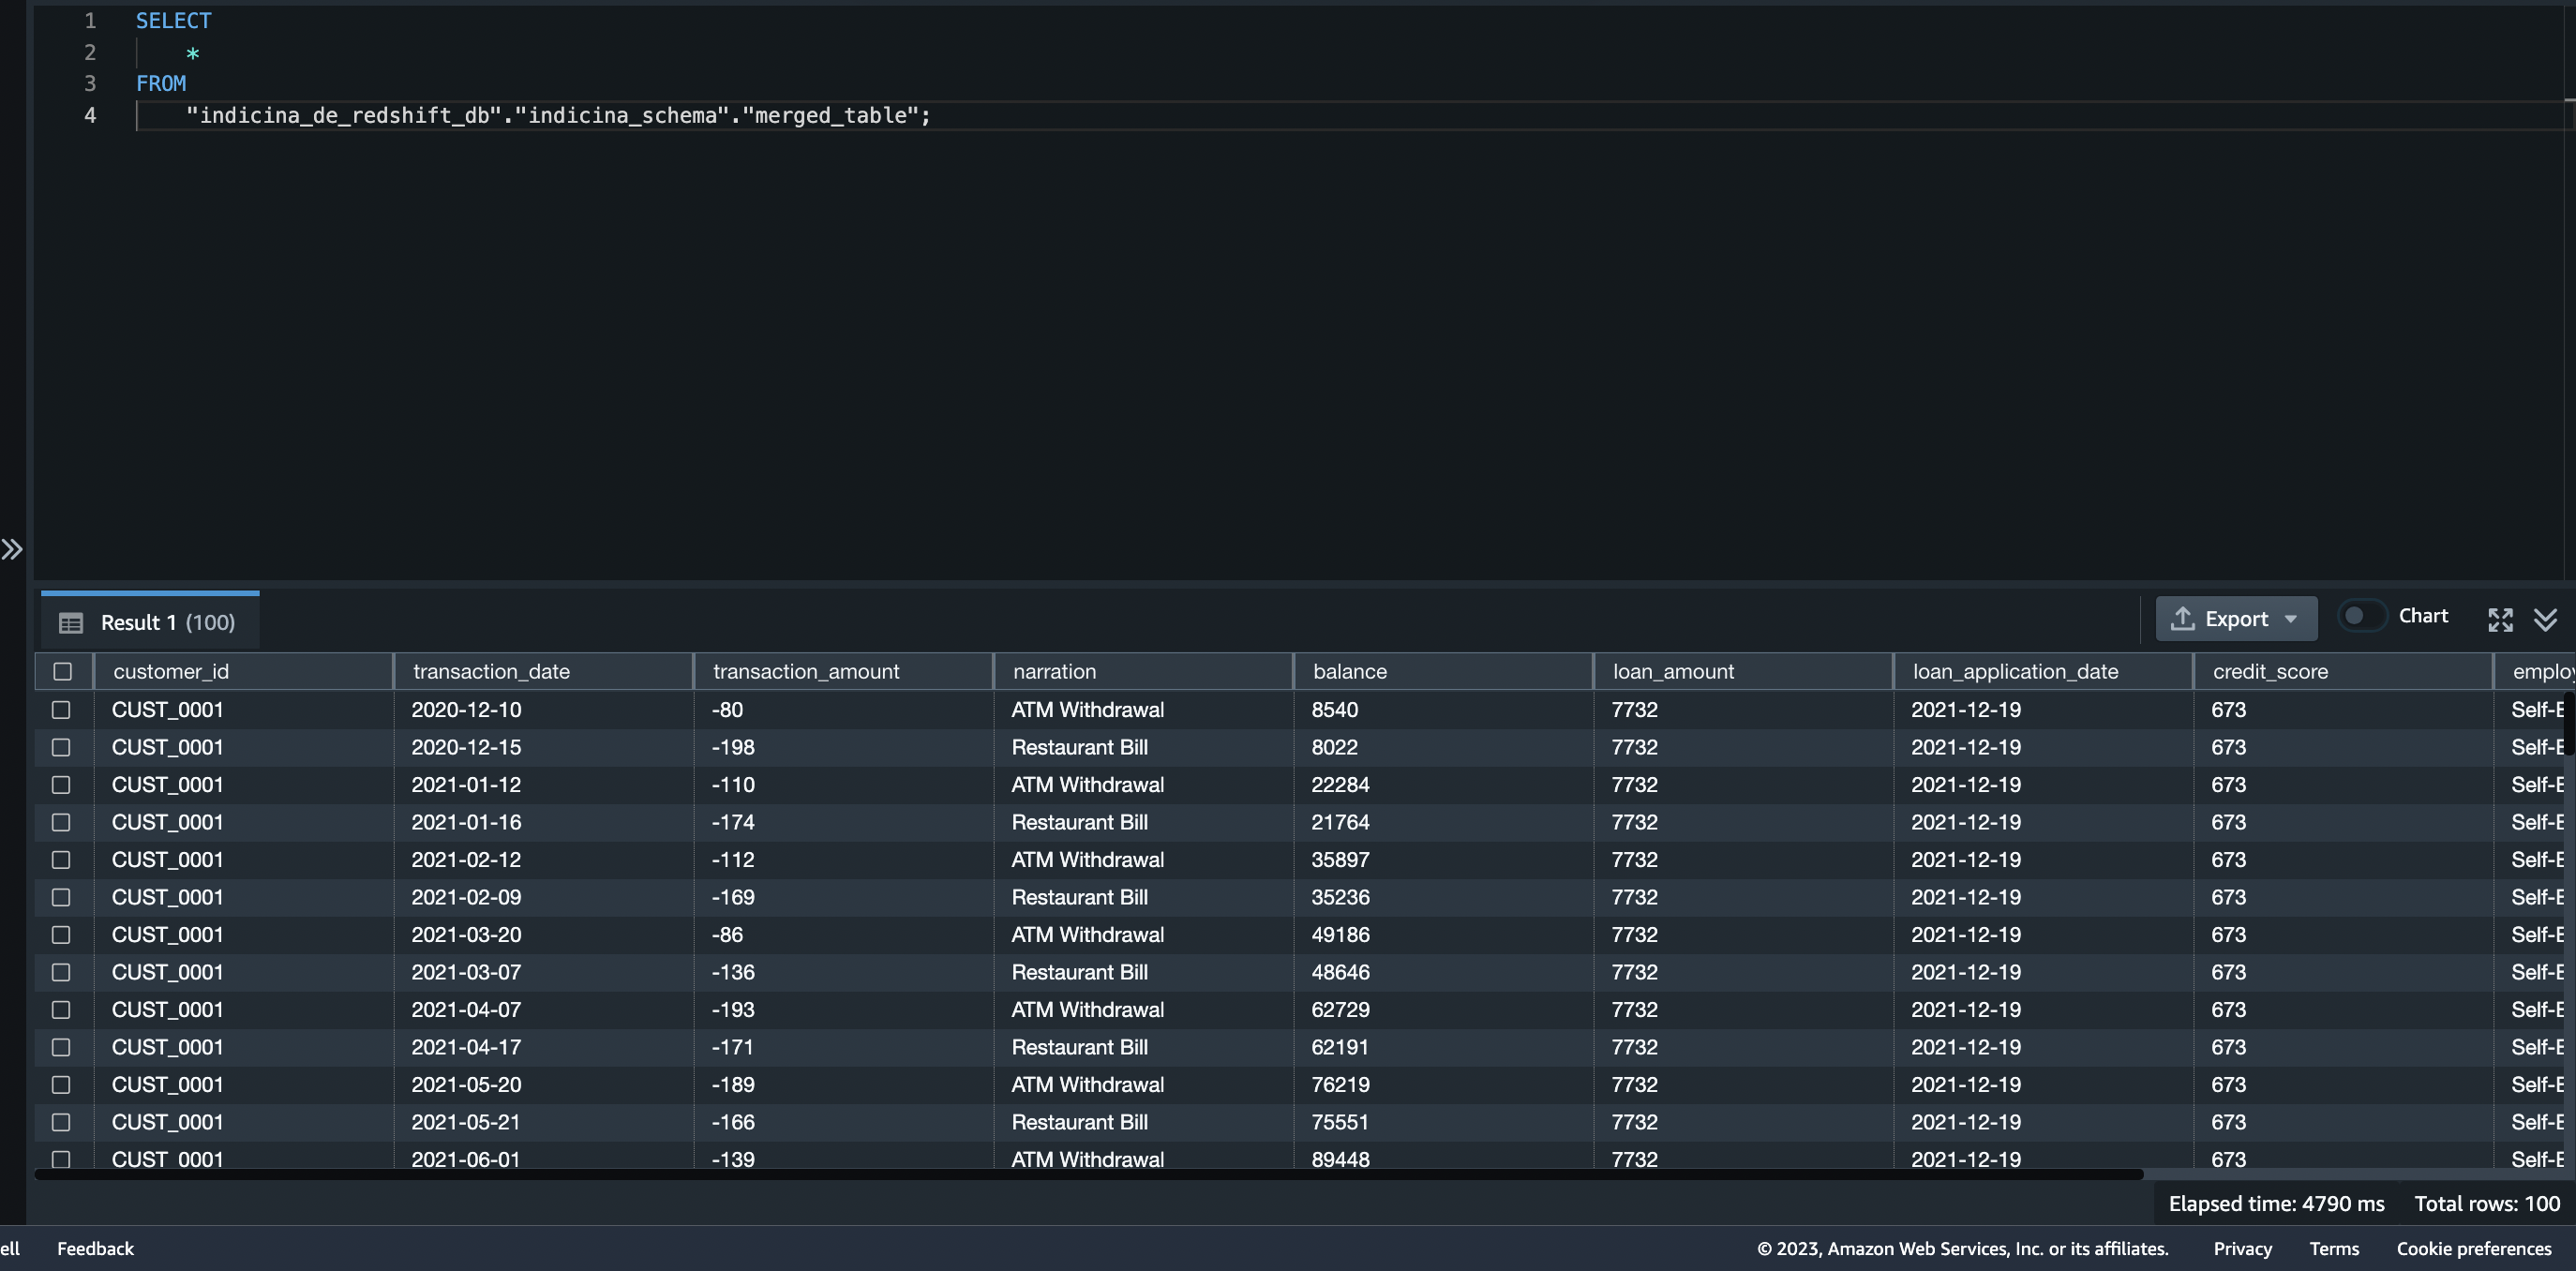 1 SELECT
2 *
3 FROM
4 "indicina_de_redshift_db"."indicina_schema"."merged_table";
Result 1 (100) Export Chart
customer_id transaction_date transaction_amount narration balance loan_amount loan_application_date credit_score employ
CUST_0001 2020-12-10 -80 ATM Withdrawal 8540 7732 2021-12-19 673 Self-E
CUST_0001 2020-12-15 -198 Restaurant Bill 8022 7732 2021-12-19 673 Self-E
CUST_0001 2021-01-12 -110 ATM Withdrawal 22284 7732 2021-12-19 673 Self-E
CUST_0001 2021-01-16 -174 Restaurant Bill 21764 7732 2021-12-19 673 Self-E
CUST_0001 2021-02-12 -112 ATM Withdrawal 35897 7732 2021-12-19 673 Self-E
CUST_0001 2021-02-09 -169 Restaurant Bill 35236 7732 2021-12-19 673 Self-E
CUST_0001 2021-03-20 -86 ATM Withdrawal 49186 7732 2021-12-19 673 Self-E
CUST_0001 2021-03-07 -136 Restaurant Bill 48646 7732 2021-12-19 673 Self-E
CUST_0001 2021-04-07 -193 ATM Withdrawal 62729 7732 2021-12-19 673 Self-E
CUST_0001 2021-04-17 -171 Restaurant Bill 62191 7732 2021-12-19 673 Self-E
CUST_0001 2021-05-20 -189 ATM Withdrawal 76219 7732 2021-12-19 673 Self-E
CUST_0001 2021-05-21 -166 Restaurant Bill 75551 7732 2021-12-19 673 Self-E
CUST_0001 2021-06-01 -139 ATM Withdrawal 89448 7732 2021-12-19 673 Self-E
Elapsed time: 4790 ms Total rows: 100
ell Feedback © 2023, Amazon Web Services, Inc. or its affiliates. Privacy Terms Cookie preferences